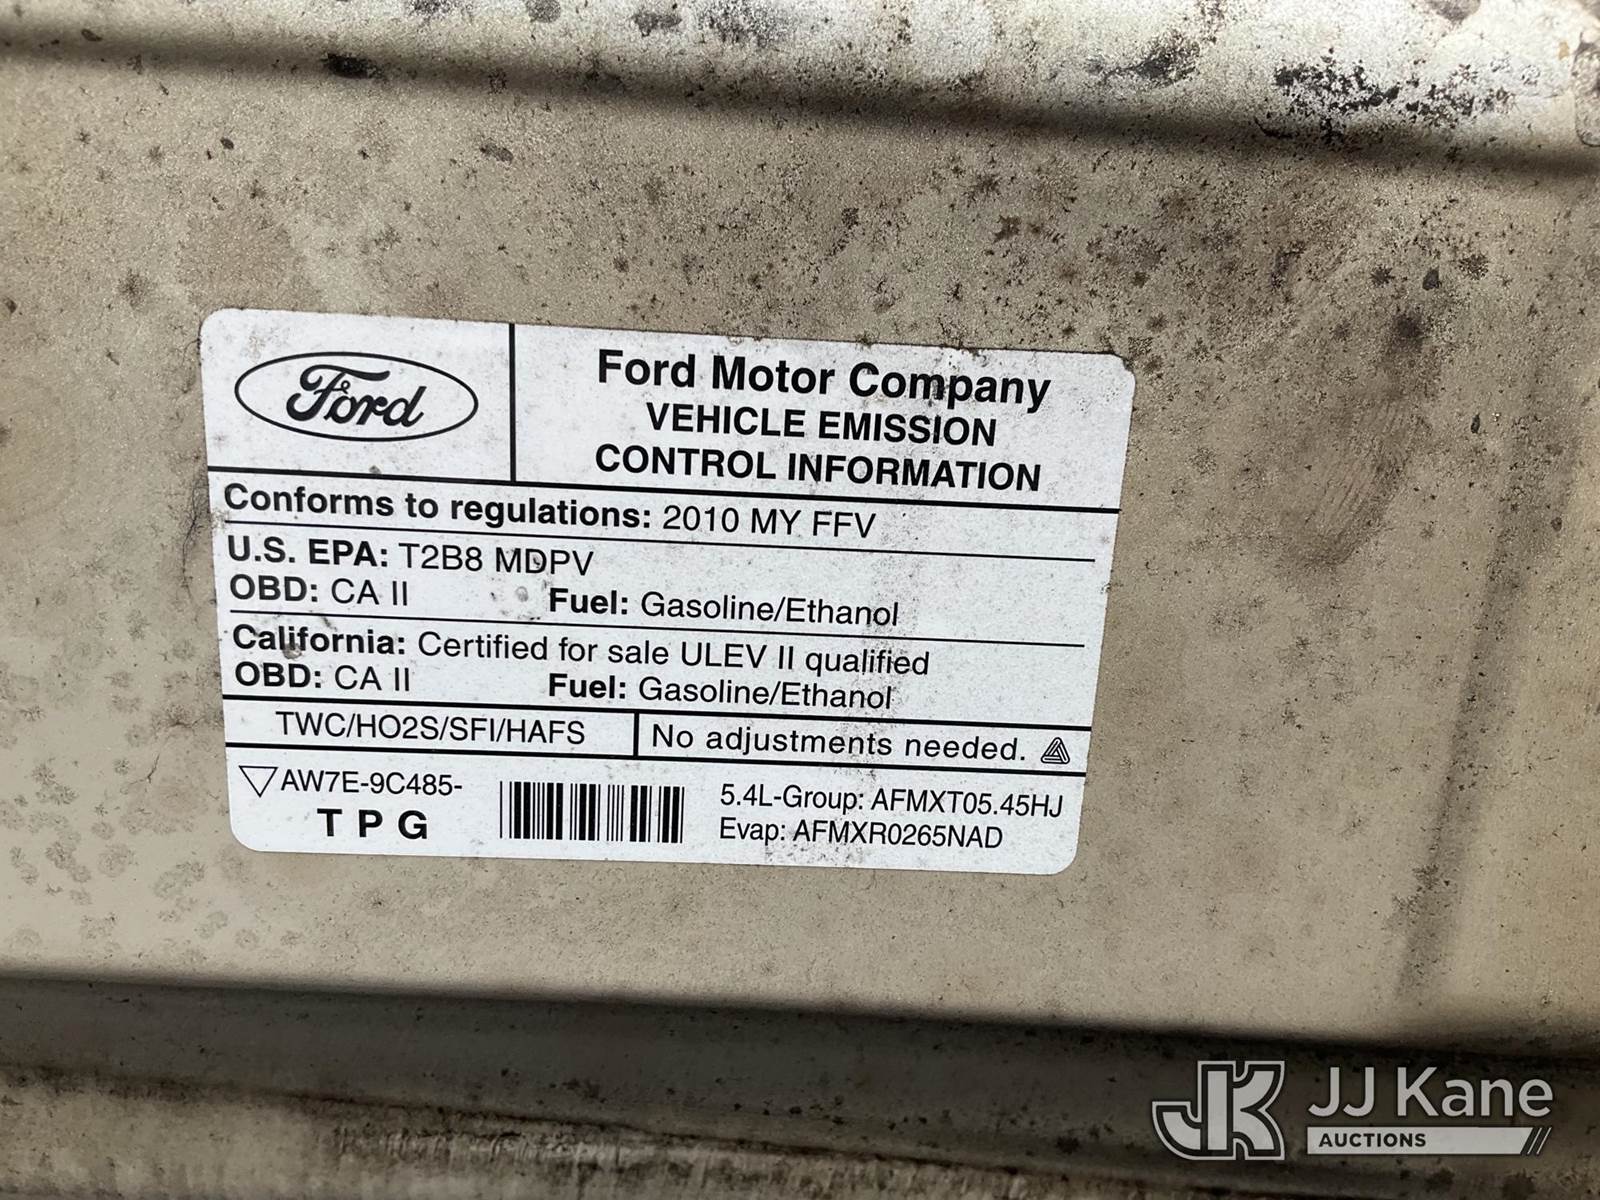 Ford
Ford Motor Company
VEHICLE EMISSION
CONTROL INFORMATION
Conforms to regulations: 2010 MY FFV
U.S. EPA: T2B8 MDPV
OBD: CA II Fuel: Gasoline/Ethanol
California: Certified for sale ULEV II qualified
OBD: CA II Fuel: Gasoline/Ethanol
TWC/HO2S/SFI/HAFS No adjustments needed.
AW7E-9C485-
T P G
5.4L-Group: AFMXT05.45HJ
Evap: AFMXR0265NAD
JK JJ Kane
AUCTIONS